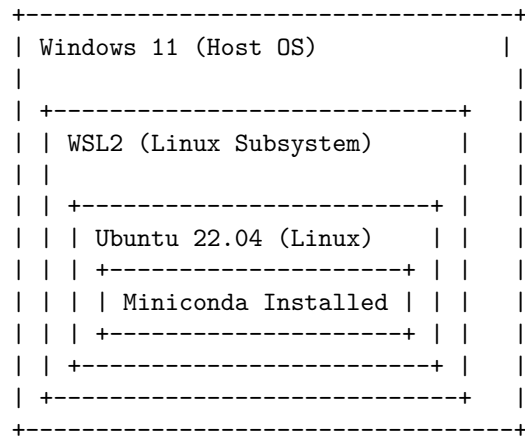 Windows 11 (Host OS)
WSL2 (Linux Subsystem)
Ubuntu 22.04 (Linux)
Miniconda Installed